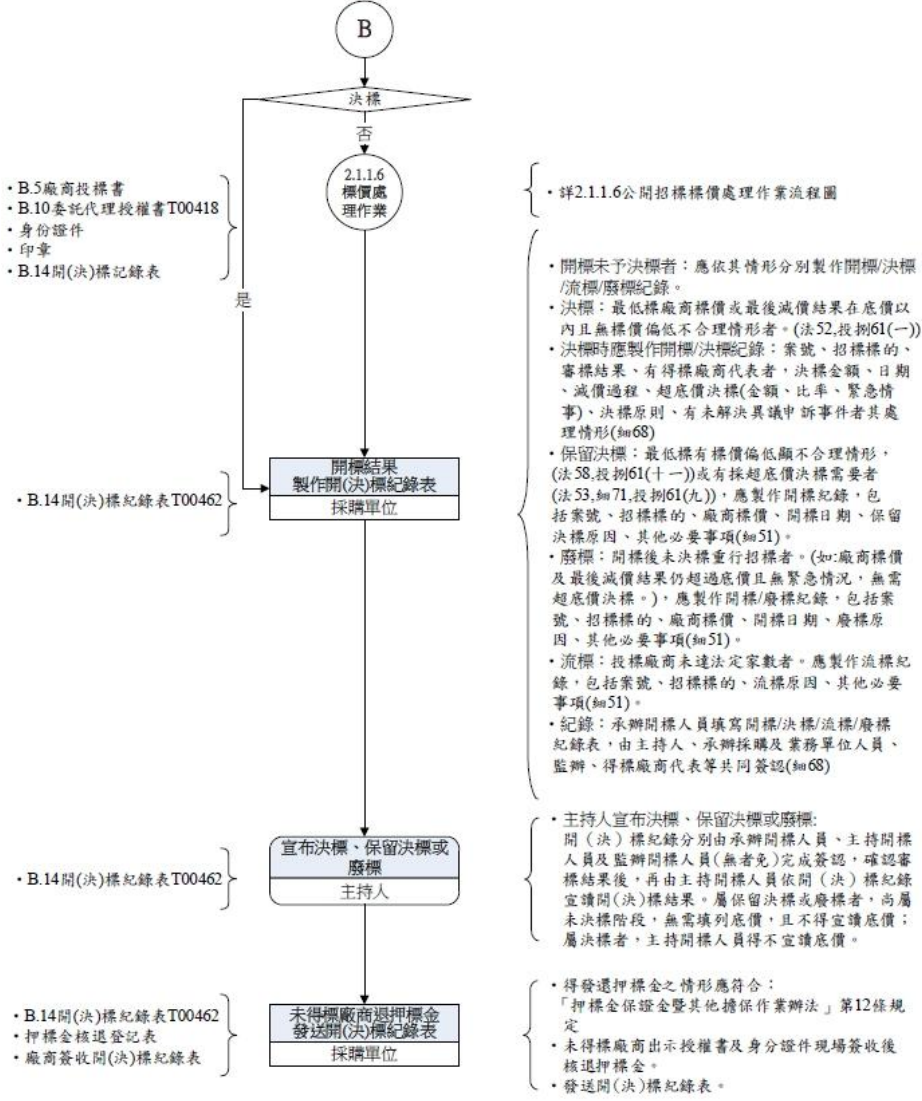 B
決標
否
2.1.1.6
標價處
理作業
是
・B.5廠商投標書
・B.10委託代理授權書T00418
・身份證件
・印章
・B.14開(決)標記錄表
・詳2.1.1.6公開招標標價處理作業流程圖
開標結果
製作開(決)標紀錄表
採購單位
・B.14開(決)標紀錄表T00462
・開標未予決標者：應依其情形分別製作開標/決標
/流標/廢標紀錄。
・決標：最低標廠商標價或最後減價結果在底價以
內且無標價偏低不合理情形者。(法52,投捌61(一))
・決標時應製作開標/決標紀錄：案號、招標標的、
審標結果、有得標廠商代表者，決標金額、日期
、減價過程、超底價決標(金額、比率、緊急情
事)、決標原則、有未解決異議申訴事件者其處
理情形(細68)
・保留決標：最低標有標價偏低顯不合理情形，
(法58,投捌61(十一))或有採超底價決標需要者
(法53,細71,投捌61(九))，應製作開標紀錄，包
括案號、招標標的、廠商標價、開標日期、保留
決標原因、其他必要事項(細51)。
・廢標：開標後未決標重行招標者。(如:廠商標價
及最後減價結果仍超過底價且無緊急情況，無需
超底價決標。)，應製作開標/廢標紀錄，包括案
號、招標標的、廠商標價、開標日期、廢標原
因、其他必要事項(細51)。
・流標：投標廠商未達法定家數者。應製作流標紀
錄，包括案號、招標標的、流標原因、其他必要
事項(細51)。
・紀錄：承辦開標人員填寫開標/決標/流標/廢標
紀錄表，由主持人、承辦採購及業務單位人員、
監辦、得標廠商代表等共同簽認(細68)
宣布決標、保留決標或
廢標
主持人
・B.14開(決)標紀錄表T00462
・主持人宣布決標、保留決標或廢標:
開（決）標紀錄分別由承辦開標人員、主持開標
人員及監辦開標人員(無者免)完成簽認，確認審
標結果後，再由主持開標人員依開（決）標紀錄
宣讀開(決)標結果。屬保留決標或廢標者，尚屬
未決標階段，無需填列底價，且不得宣讀底價；
屬決標者，主持開標人員得不宣讀底價。
未得標廠商退押標金
發送開(決)標紀錄表
採購單位
・B.14開(決)標紀錄表T00462
・押標金核退登記表
・廠商簽收開(決)標紀錄表
・得發還押標金之情形應符合：
「押標金保證金暨其他擔保作業辦法」第12條規
定
・未得標廠商出示授權書及身分證件現場簽收後
核退押標金。
・發送開(決)標紀錄表。